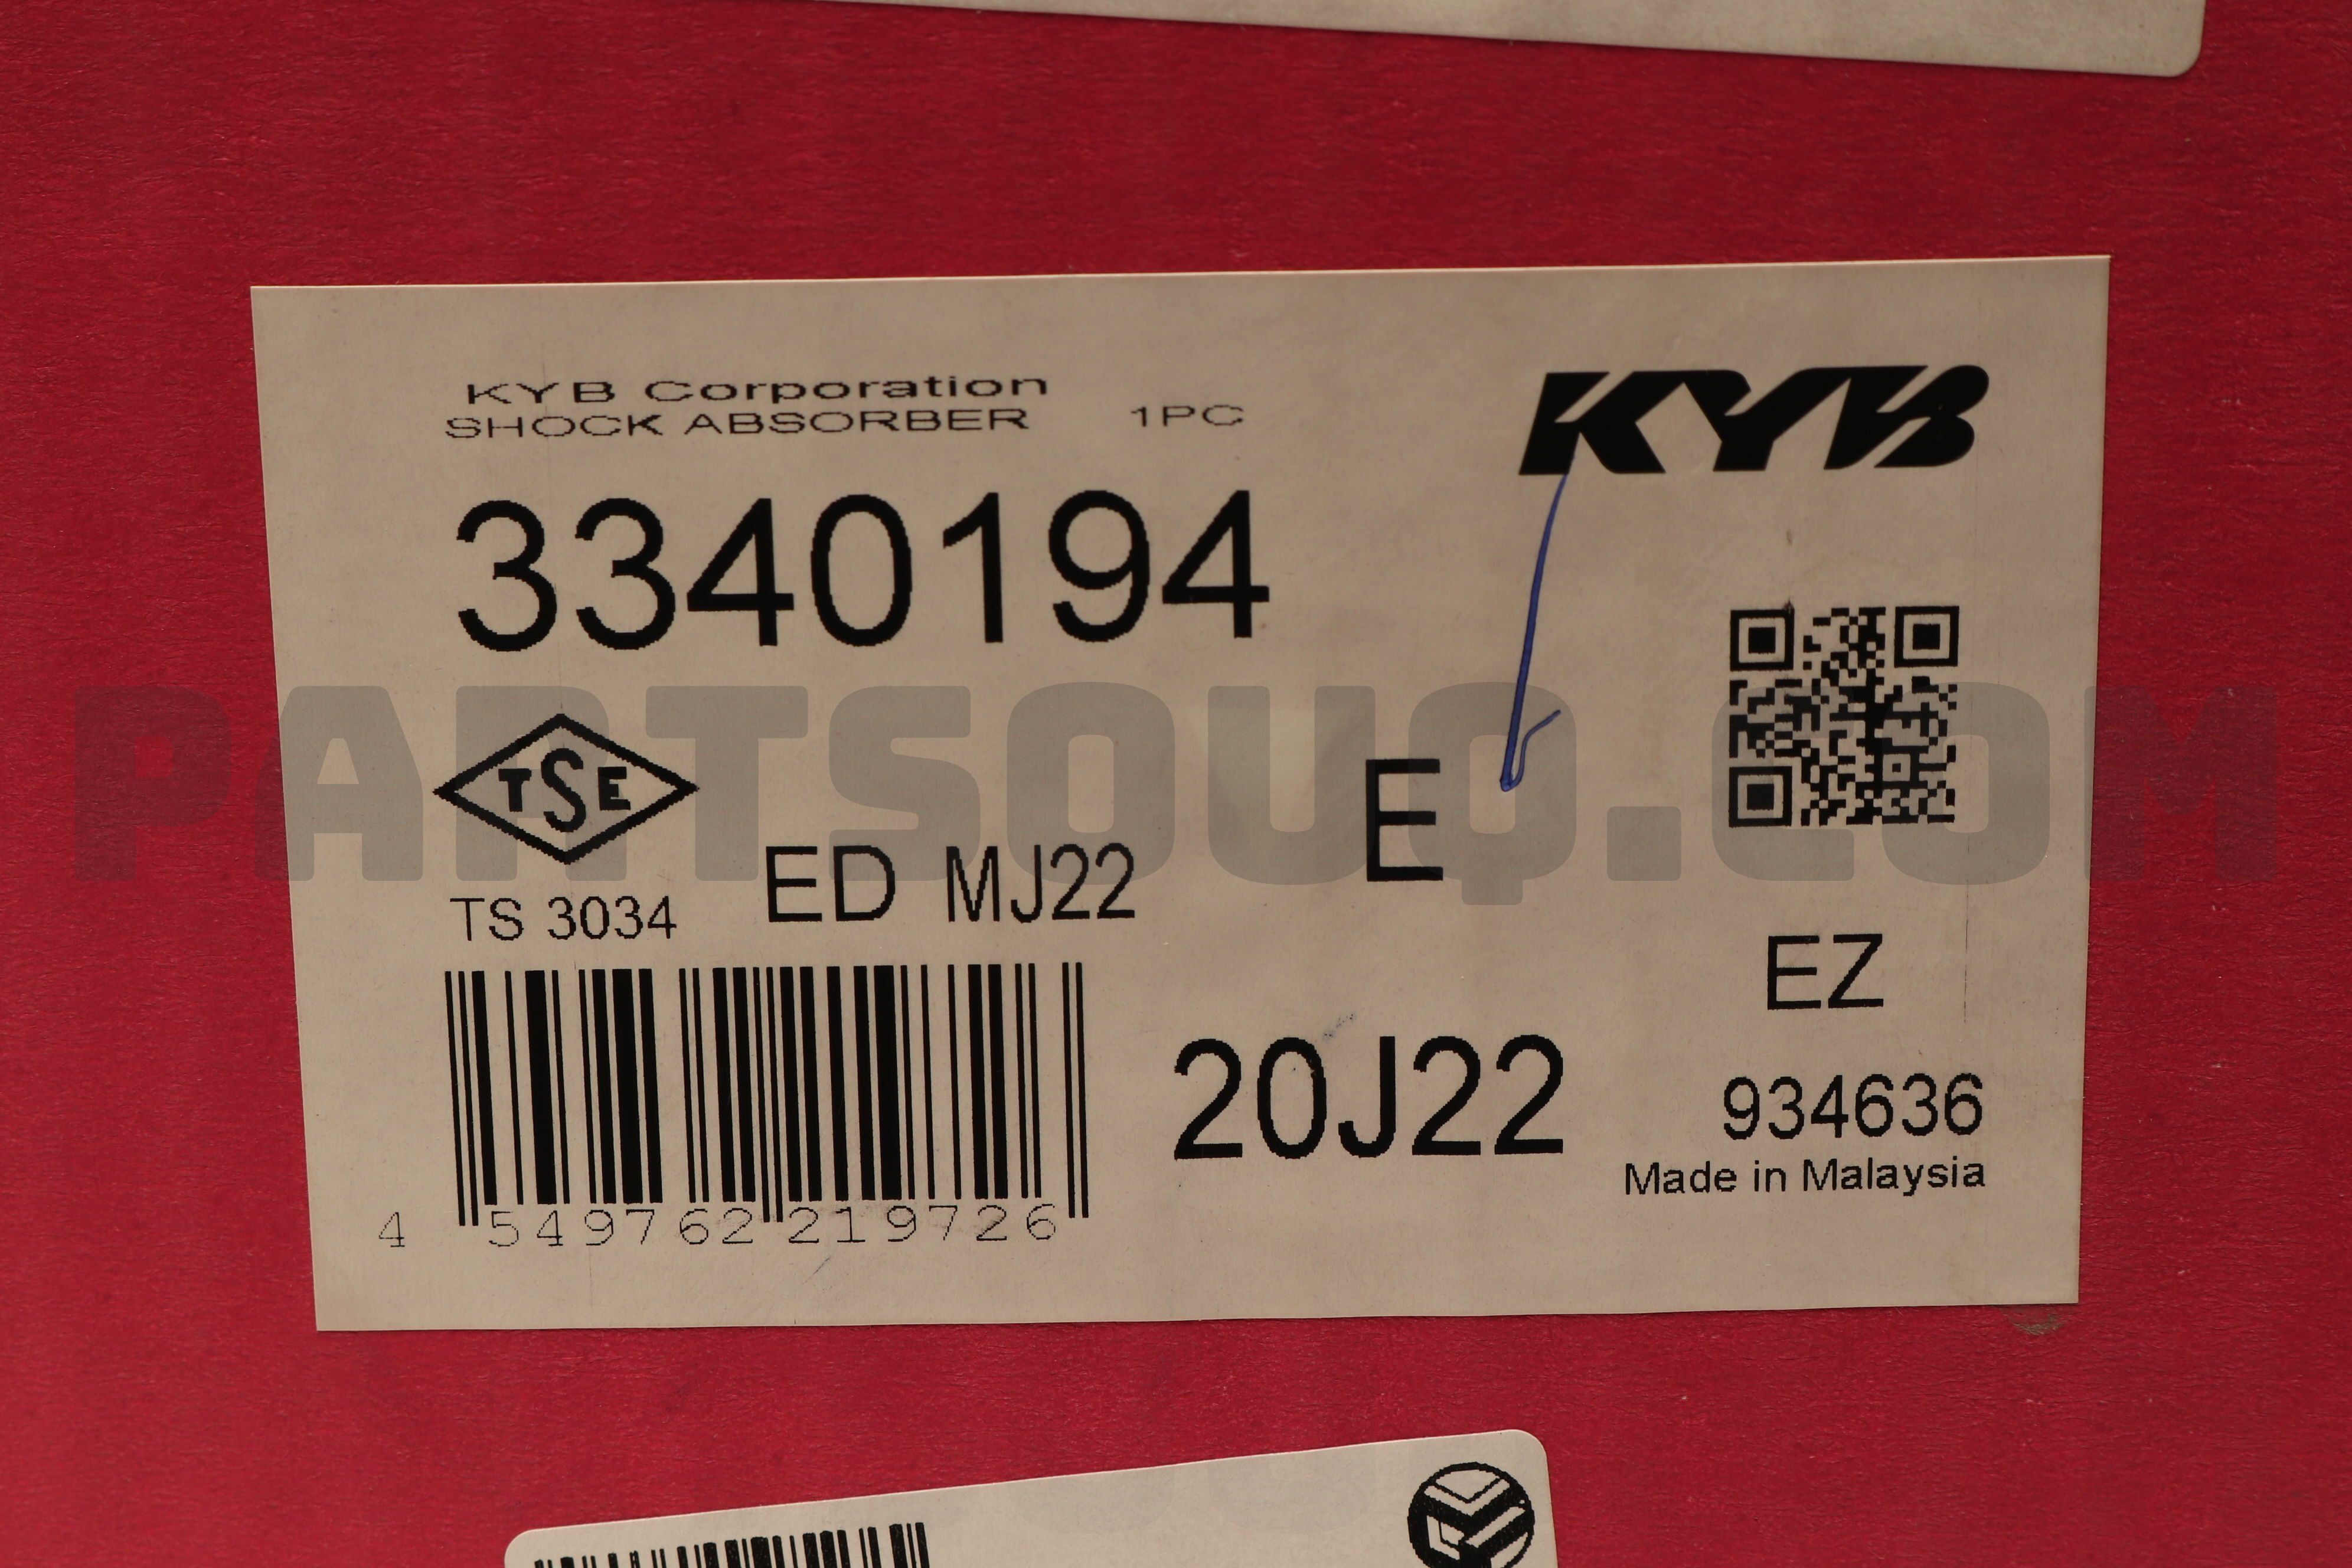 KYB Corporation
SHOCK ABSORBER 1PC
KYB
3340194
TSE
TS 3034
ED MJ22
E
EZ
20J22
934636
Made in Malaysia
4 549762 219726
PARTSOUQ.COM